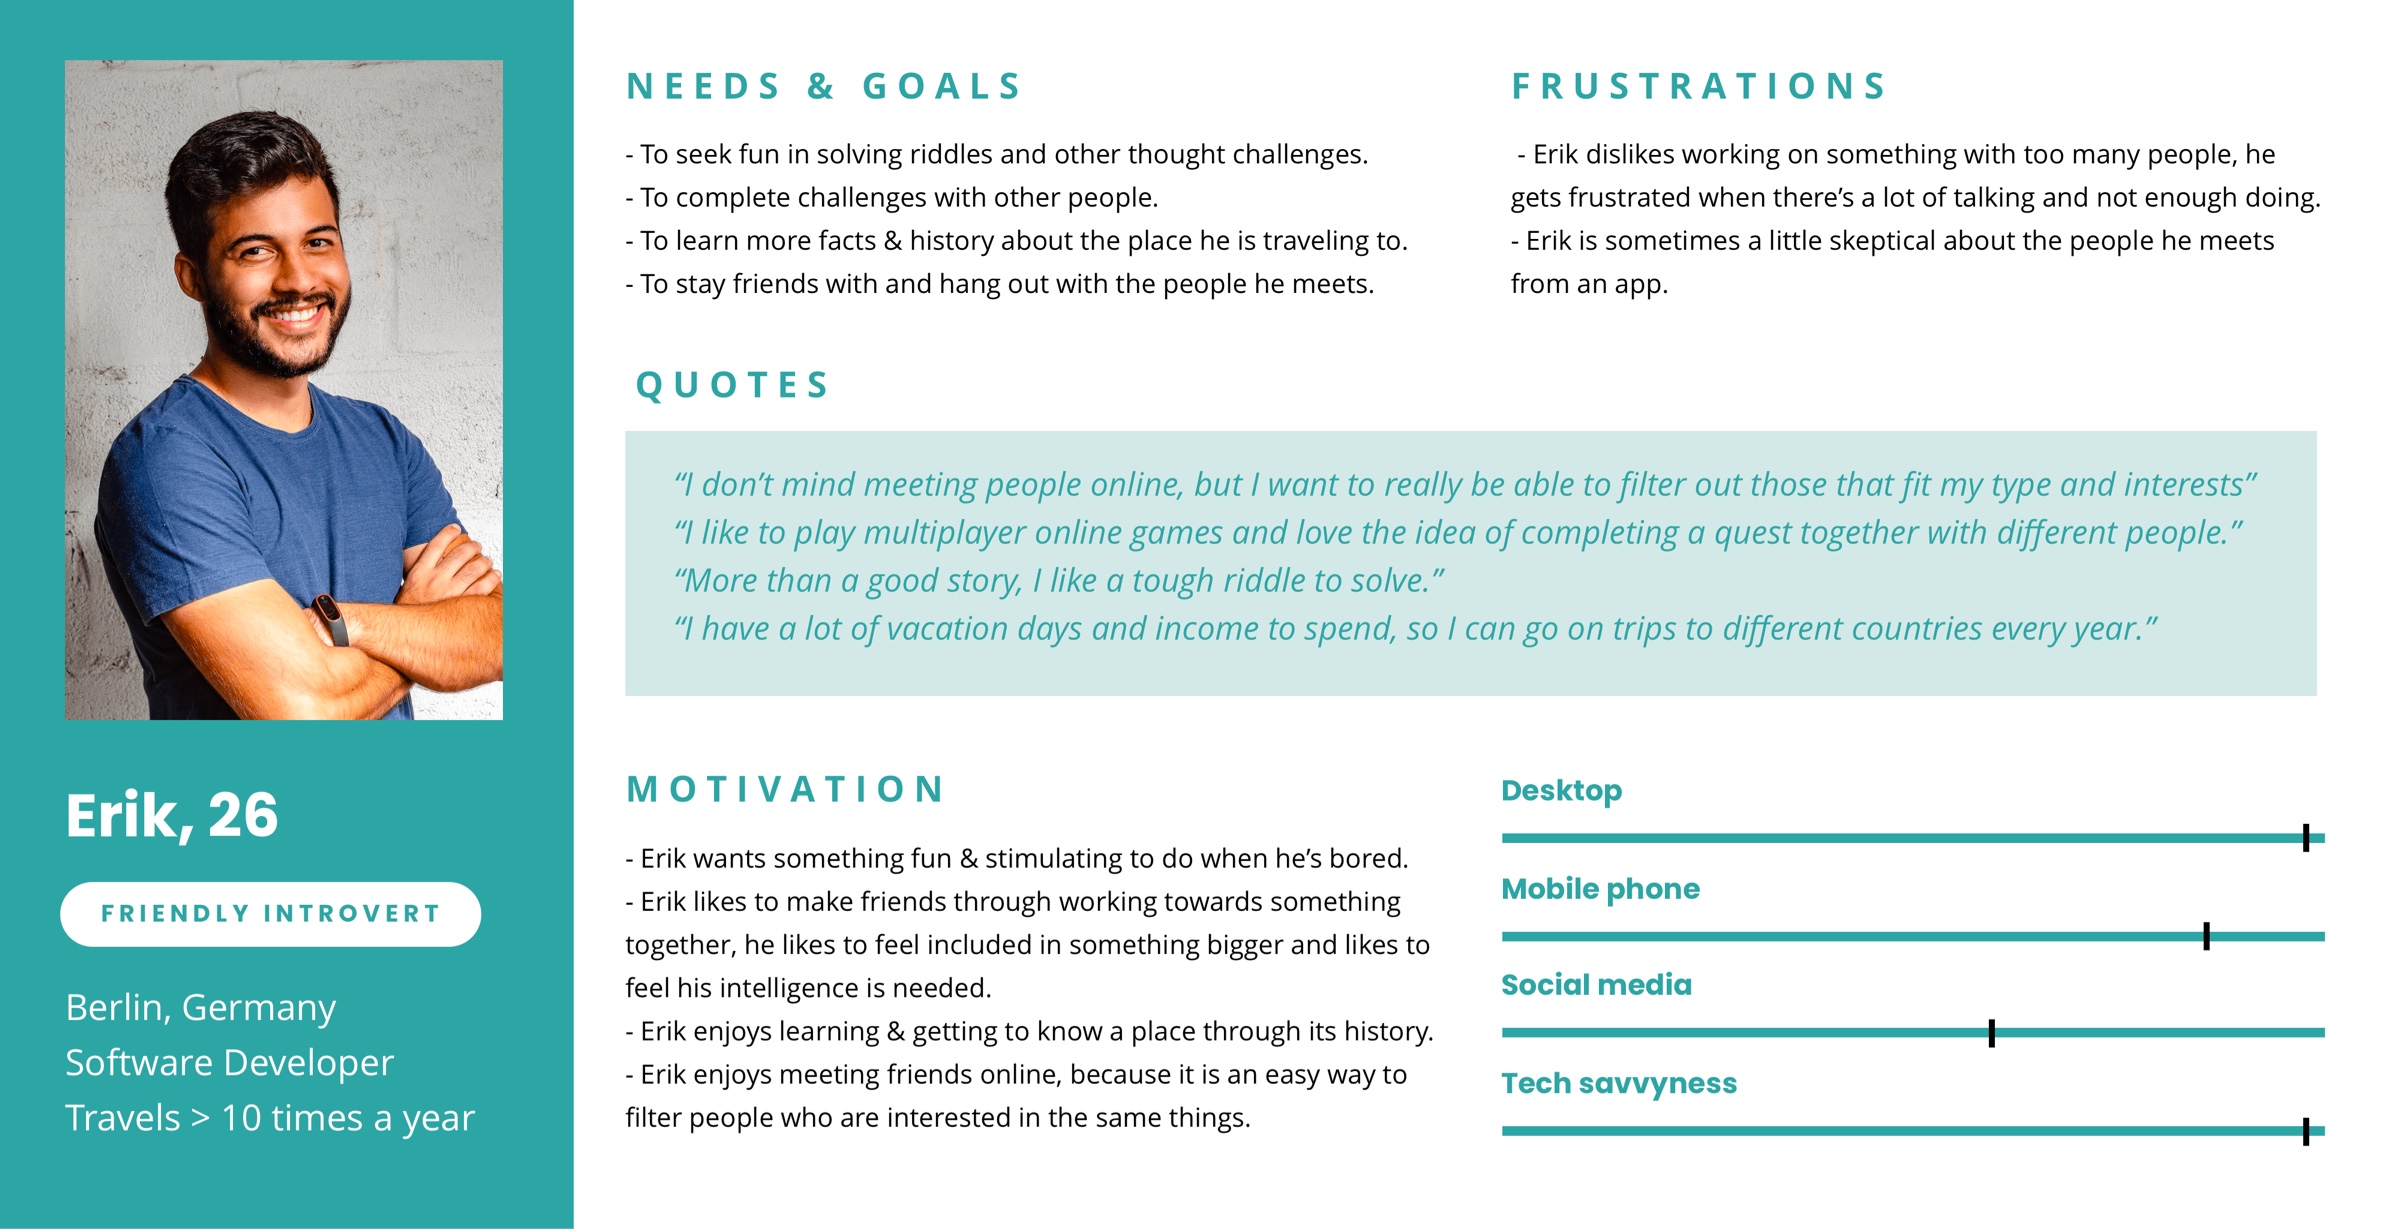 Erik, 26
FRIENDLY INTROVERT
Berlin, Germany
Software Developer
Travels > 10 times a year
NEEDS & GOALS
- To seek fun in solving riddles and other thought challenges.
- To complete challenges with other people.
- To learn more facts & history about the place he is traveling to.
- To stay friends with and hang out with the people he meets.
FRUSTRATIONS
- Erik dislikes working on something with too many people, he
gets frustrated when there’s a lot of talking and not enough doing.
- Erik is sometimes a little skeptical about the people he meets
from an app.
QUOTES
“I don’t mind meeting people online, but I want to really be able to filter out those that fit my type and interests”
“I like to play multiplayer online games and love the idea of completing a quest together with different people.”
“More than a good story, I like a tough riddle to solve.”
“I have a lot of vacation days and income to spend, so I can go on trips to different countries every year.”
MOTIVATION
- Erik wants something fun & stimulating to do when he’s bored.
- Erik likes to make friends through working towards something
together, he likes to feel included in something bigger and likes to
feel his intelligence is needed.
- Erik enjoys learning & getting to know a place through its history.
- Erik enjoys meeting friends online, because it is an easy way to
filter people who are interested in the same things.
Desktop
Mobile phone
Social media
Tech savvyness